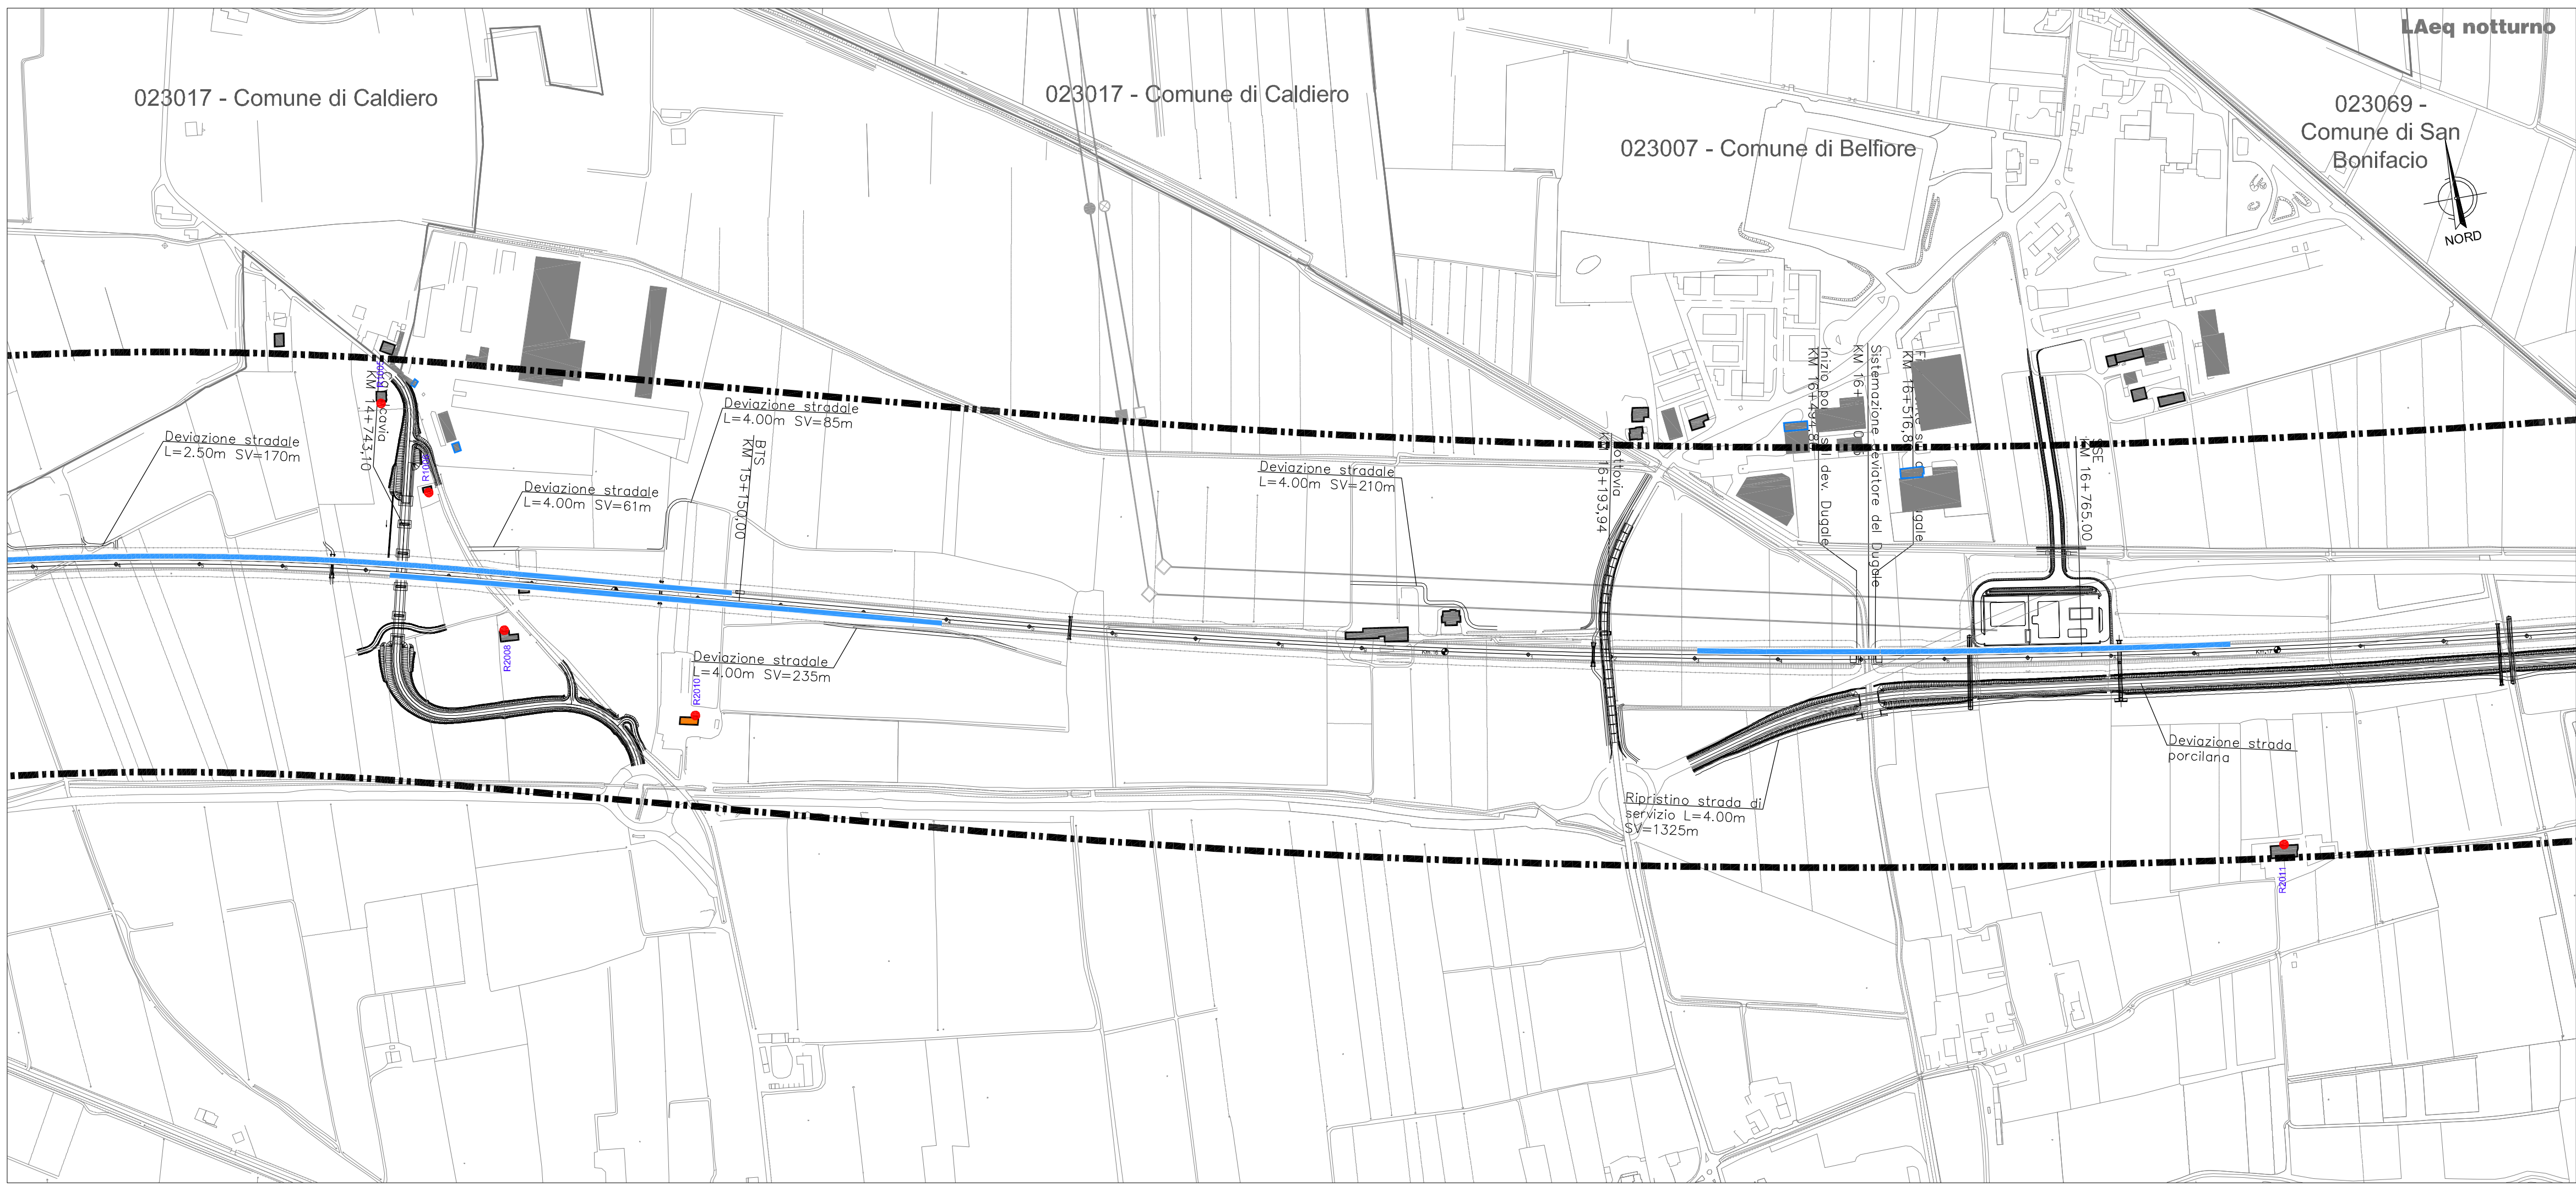 LAeq notturno
023017 - Comune di Caldiero
023017 - Comune di Caldiero
023007 - Comune di Belfiore
023069 -
Comune di San
Bonifacio
NORD
KM 14+743,10
Deviazione stradale
L=2.50m SV=170m
Deviazione stradale
L=4.00m SV=61m
Deviazione stradale
L=4.00m SV=85m
BTS
KM 15+150,00
Deviazione stradale
L=4.00m SV=210m
KM 16+193,94
Sistemazione deviatore del Dugale
SSE
KM 16+765.00
R2008
R2010
Deviazione stradale
L=4.00m SV=235m
Deviazione strada
porcilana
Ripristino strada di
servizio L=4.00m
SV=1325m
R2011